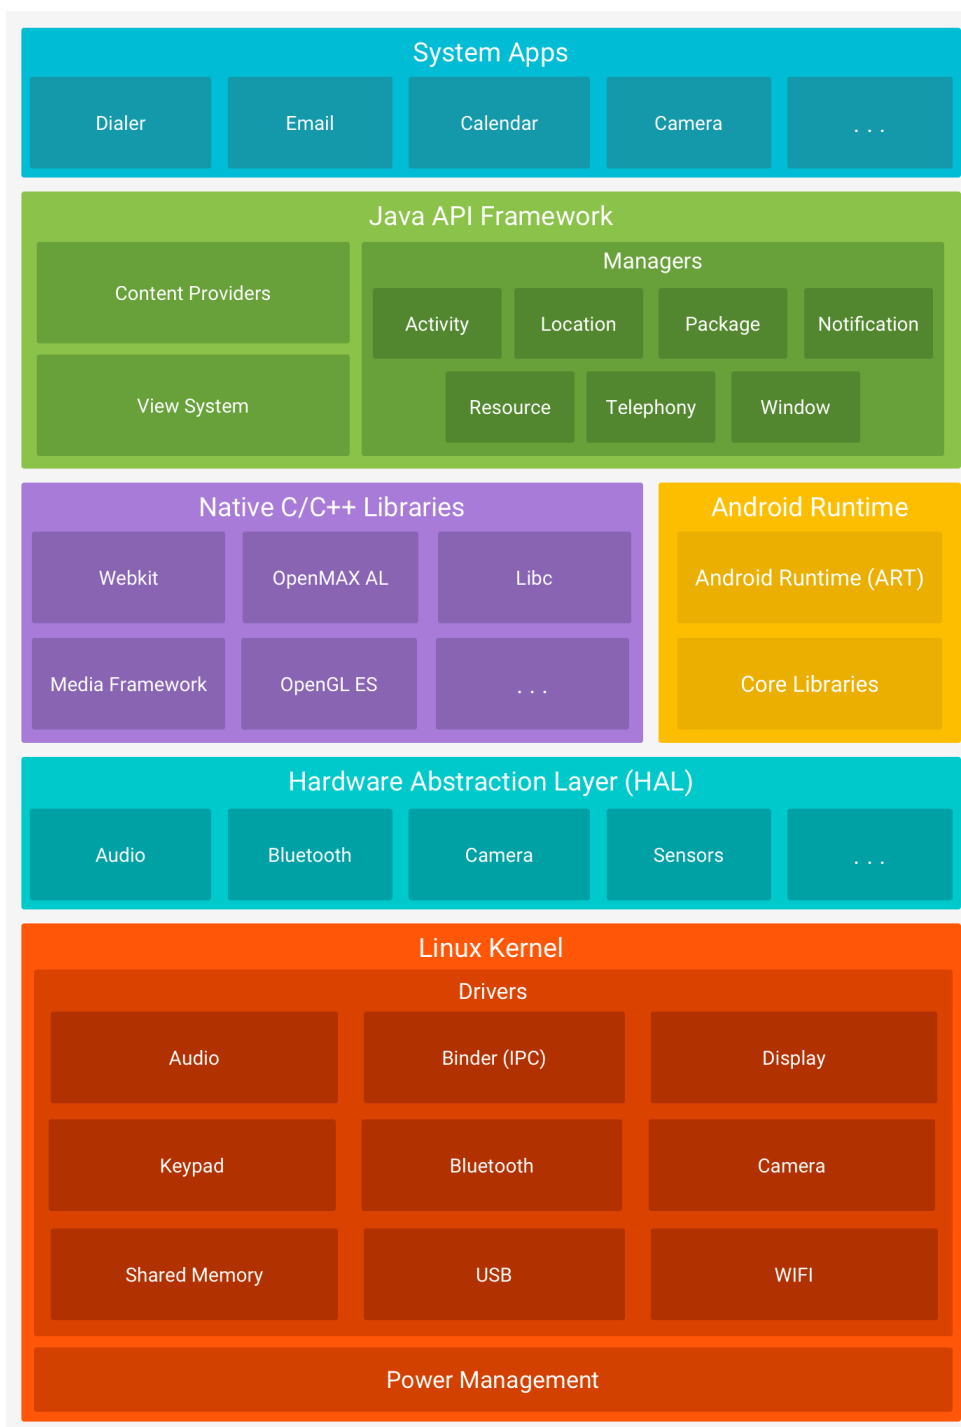 System Apps
Dialer Email Calendar Camera . . .
Java API Framework
Content Providers
View System
Managers
Activity Location Package Notification
Resource Telephony Window
Native C/C++ Libraries
Webkit OpenMAX AL Libc
Media Framework OpenGL ES . . .
Android Runtime
Android Runtime (ART)
Core Libraries
Hardware Abstraction Layer (HAL)
Audio Bluetooth Camera Sensors . . .
Linux Kernel
Drivers
Audio Binder (IPC) Display
Keypad Bluetooth Camera
Shared Memory USB WIFI
Power Management